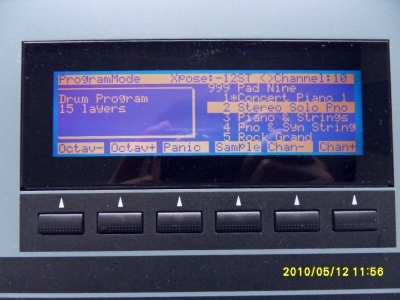 ProgramMode Xpose:-12ST <>Channel:10
999 Pad Nine
Drum Program
1*Concert Piano 1
15 layers
2 Stereo Solo Pno
3 Piano & Strings
4 Pno & Syn String
5 Rock Grand
Octav- Octav+ Panic Sample Chan- Chan+
2010/05/12 11:56